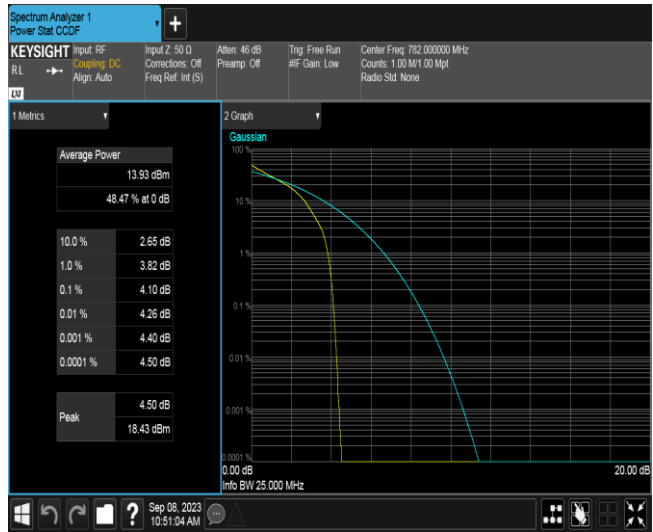 Spectrum Analyzer 1
Power Stat CCDF
+
KEYSIGHT
RL
Input: RF
Coupling: DC
Align: Auto
Input Z: 50 Ω
Corrections: Off
Freq Ref: Int (S)
Atten: 46 dB
Preamp: Off
Trig: Free Run
#IF Gain: Low
Center Freq: 782.000000 MHz
Counts: 1.00 M/1.00 Mpt
Radio Std: None
LXI
1 Metrics
Average Power
13.93 dBm
48.47 % at 0 dB
10.0 % 2.65 dB
1.0 % 3.82 dB
0.1 % 4.10 dB
0.01 % 4.26 dB
0.001 % 4.40 dB
0.0001 % 4.50 dB
Peak
4.50 dB
18.43 dBm
2 Graph
Gaussian
100 %
10 %
1 %
0.1 %
0.01 %
0.001 %
0.0001 %
0.00 dB 20.00 dB
Info BW 25.000 MHz
?
Sep 08, 2023
10:51:04 AM